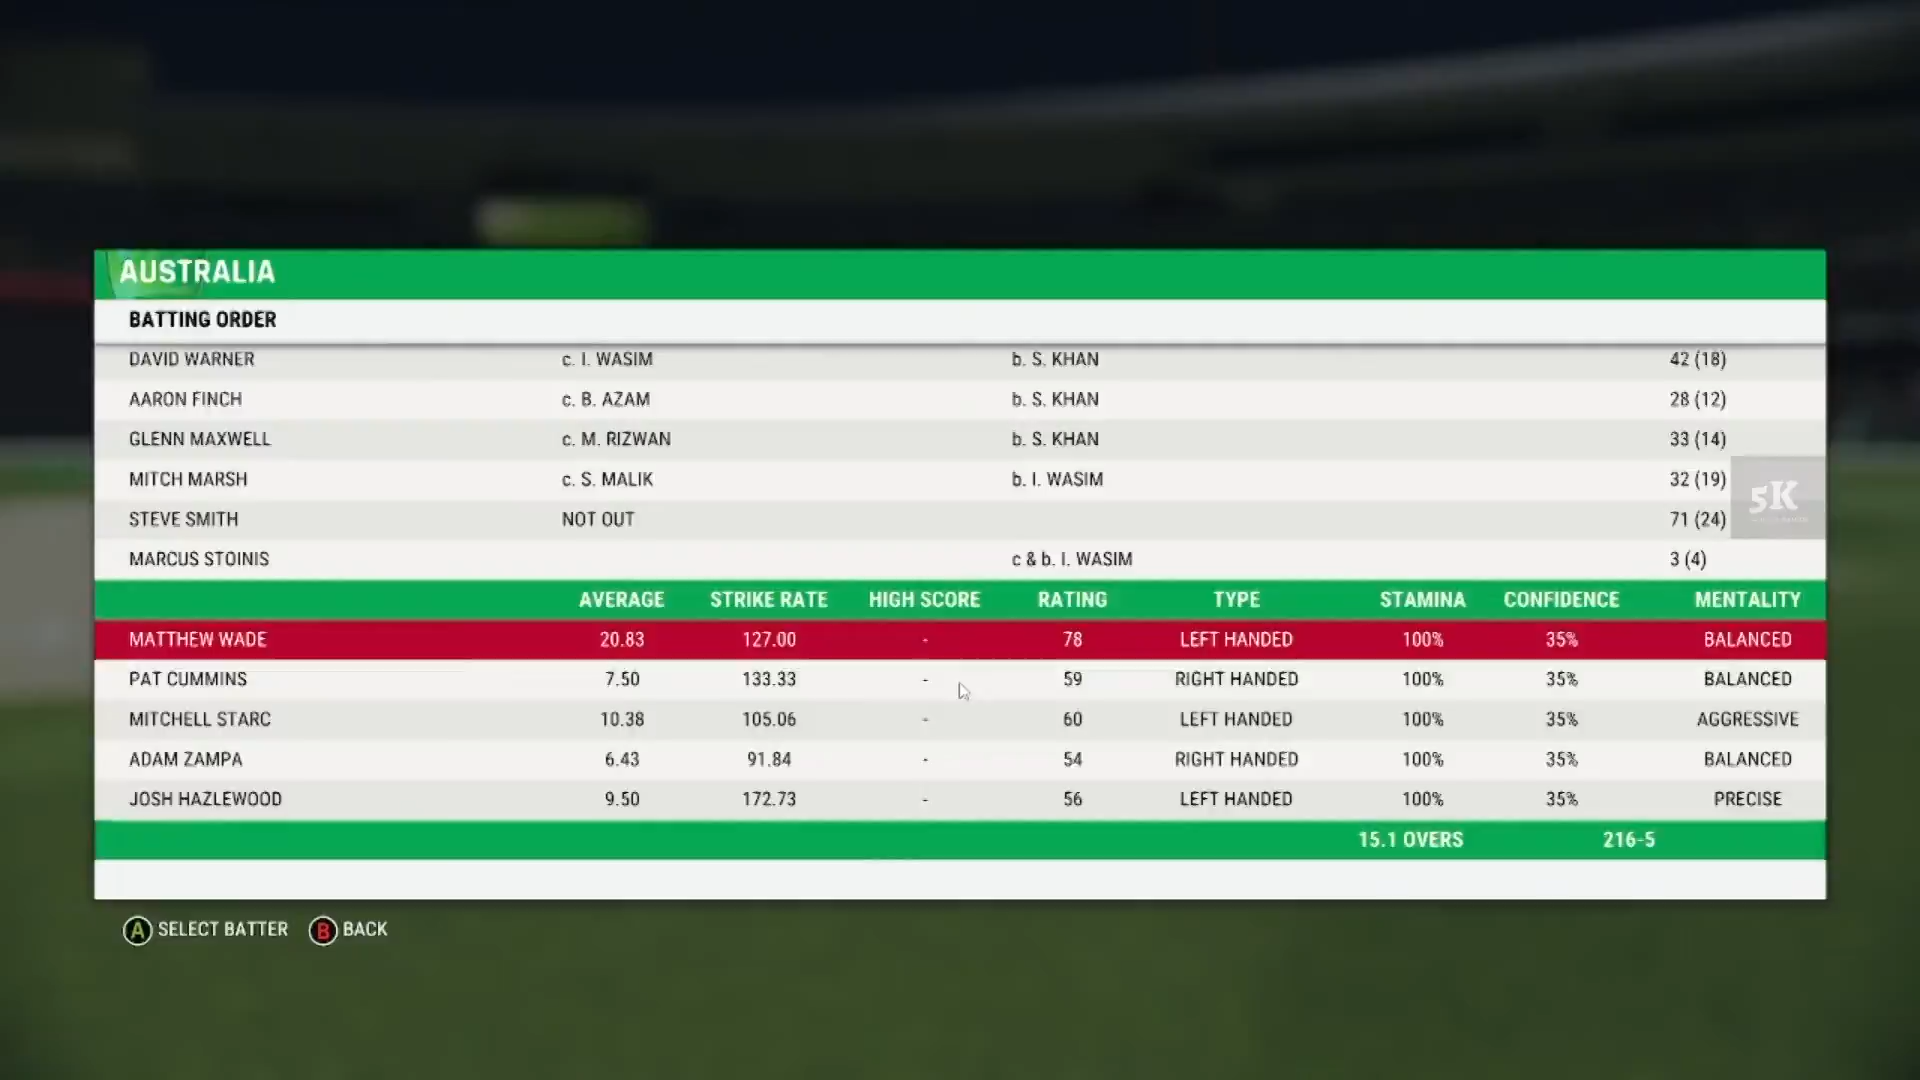 AUSTRALIA
BATTING ORDER
DAVID WARNER c. I. WASIM b. S. KHAN 42 (18)
AARON FINCH c. B. AZAM b. S. KHAN 28 (12)
GLENN MAXWELL c. M. RIZWAN b. S. KHAN 33 (14)
MITCH MARSH c. S. MALIK b. I. WASIM 32 (19)
5K
STEVE SMITH NOT OUT 71 (24)
MARCUS STOINIS c & b. I. WASIM 3 (4)
AVERAGE STRIKE RATE HIGH SCORE RATING TYPE STAMINA CONFIDENCE MENTALITY
MATTHEW WADE 20.83 127.00 - 78 LEFT HANDED 100% 35% BALANCED
PAT CUMMINS 7.50 133.33 - 59 RIGHT HANDED 100% 35% BALANCED
MITCHELL STARC 10.38 105.06 - 60 LEFT HANDED 100% 35% AGGRESSIVE
ADAM ZAMPA 6.43 91.84 - 54 RIGHT HANDED 100% 35% BALANCED
JOSH HAZLEWOOD 9.50 172.73 - 56 LEFT HANDED 100% 35% PRECISE
15.1 OVERS 216-5
A SELECT BATTER B BACK